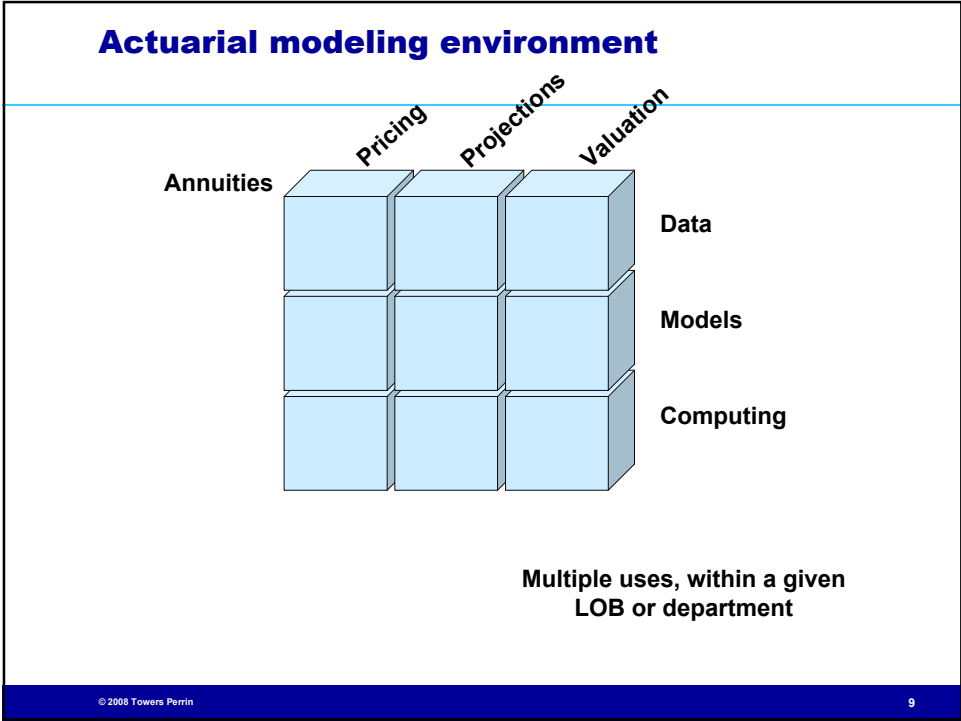 Actuarial modeling environment
Pricing
Projections
Valuation
Annuities
Data
Models
Computing
Multiple uses, within a given
LOB or department
© 2008 Towers Perrin
9